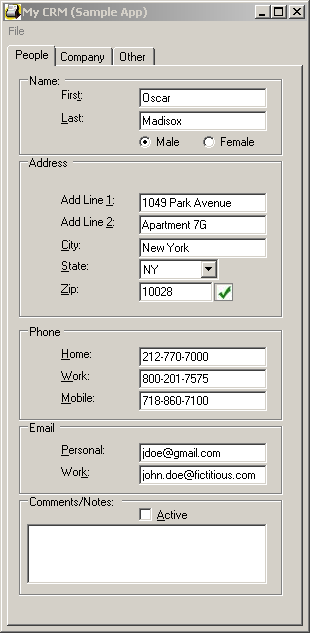 My CRM (Sample App)
File
People Company Other
Name:
First: Oscar
Last: Madisox
Male Female
Address
Add Line 1: 1049 Park Avenue
Add Line 2: Apartment 7G
City: New York
State: NY
Zip: 10028
Phone
Home: 212-770-7000
Work: 800-201-7575
Mobile: 718-860-7100
Email
Personal: jdoe@gmail.com
Work: john.doe@fictitious.com
Comments/Notes:
Active